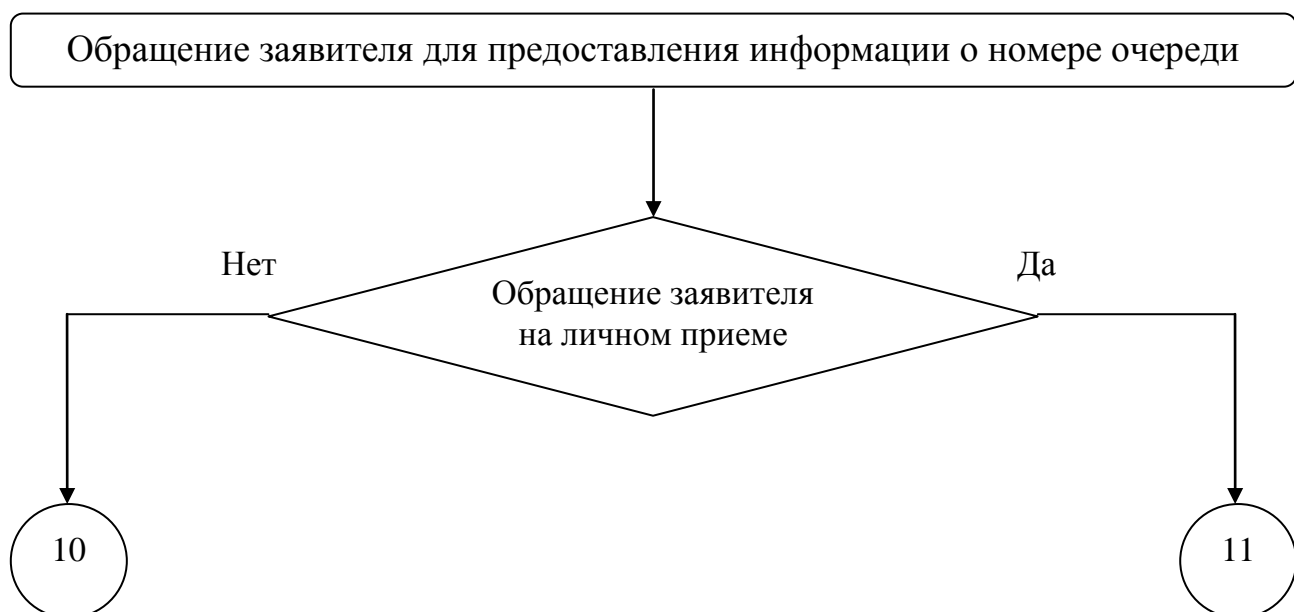 Обращение заявителя для предоставления информации о номере очереди
Нет
Да
Обращение заявителя
на личном приеме
10
11